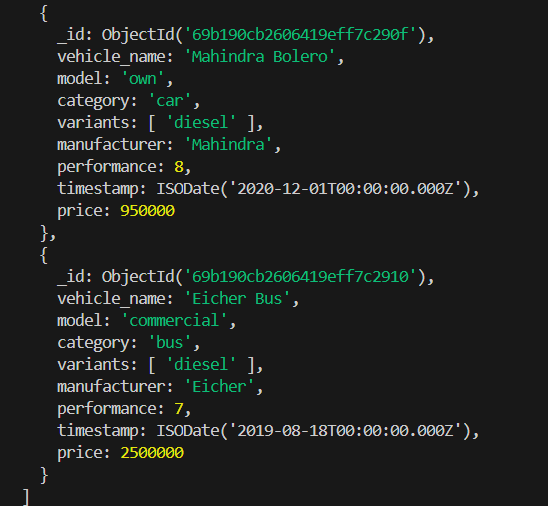 {
_id: ObjectId('69b190cb2606419eff7c290f'),
vehicle_name: 'Mahindra Bolero',
model: 'own',
category: 'car',
variants: [ 'diesel' ],
manufacturer: 'Mahindra',
performance: 8,
timestamp: ISODate('2020-12-01T00:00:00.000Z'),
price: 950000
},
{
_id: ObjectId('69b190cb2606419eff7c2910'),
vehicle_name: 'Eicher Bus',
model: 'commercial',
category: 'bus',
variants: [ 'diesel' ],
manufacturer: 'Eicher',
performance: 7,
timestamp: ISODate('2019-08-18T00:00:00.000Z'),
price: 2500000
}
]